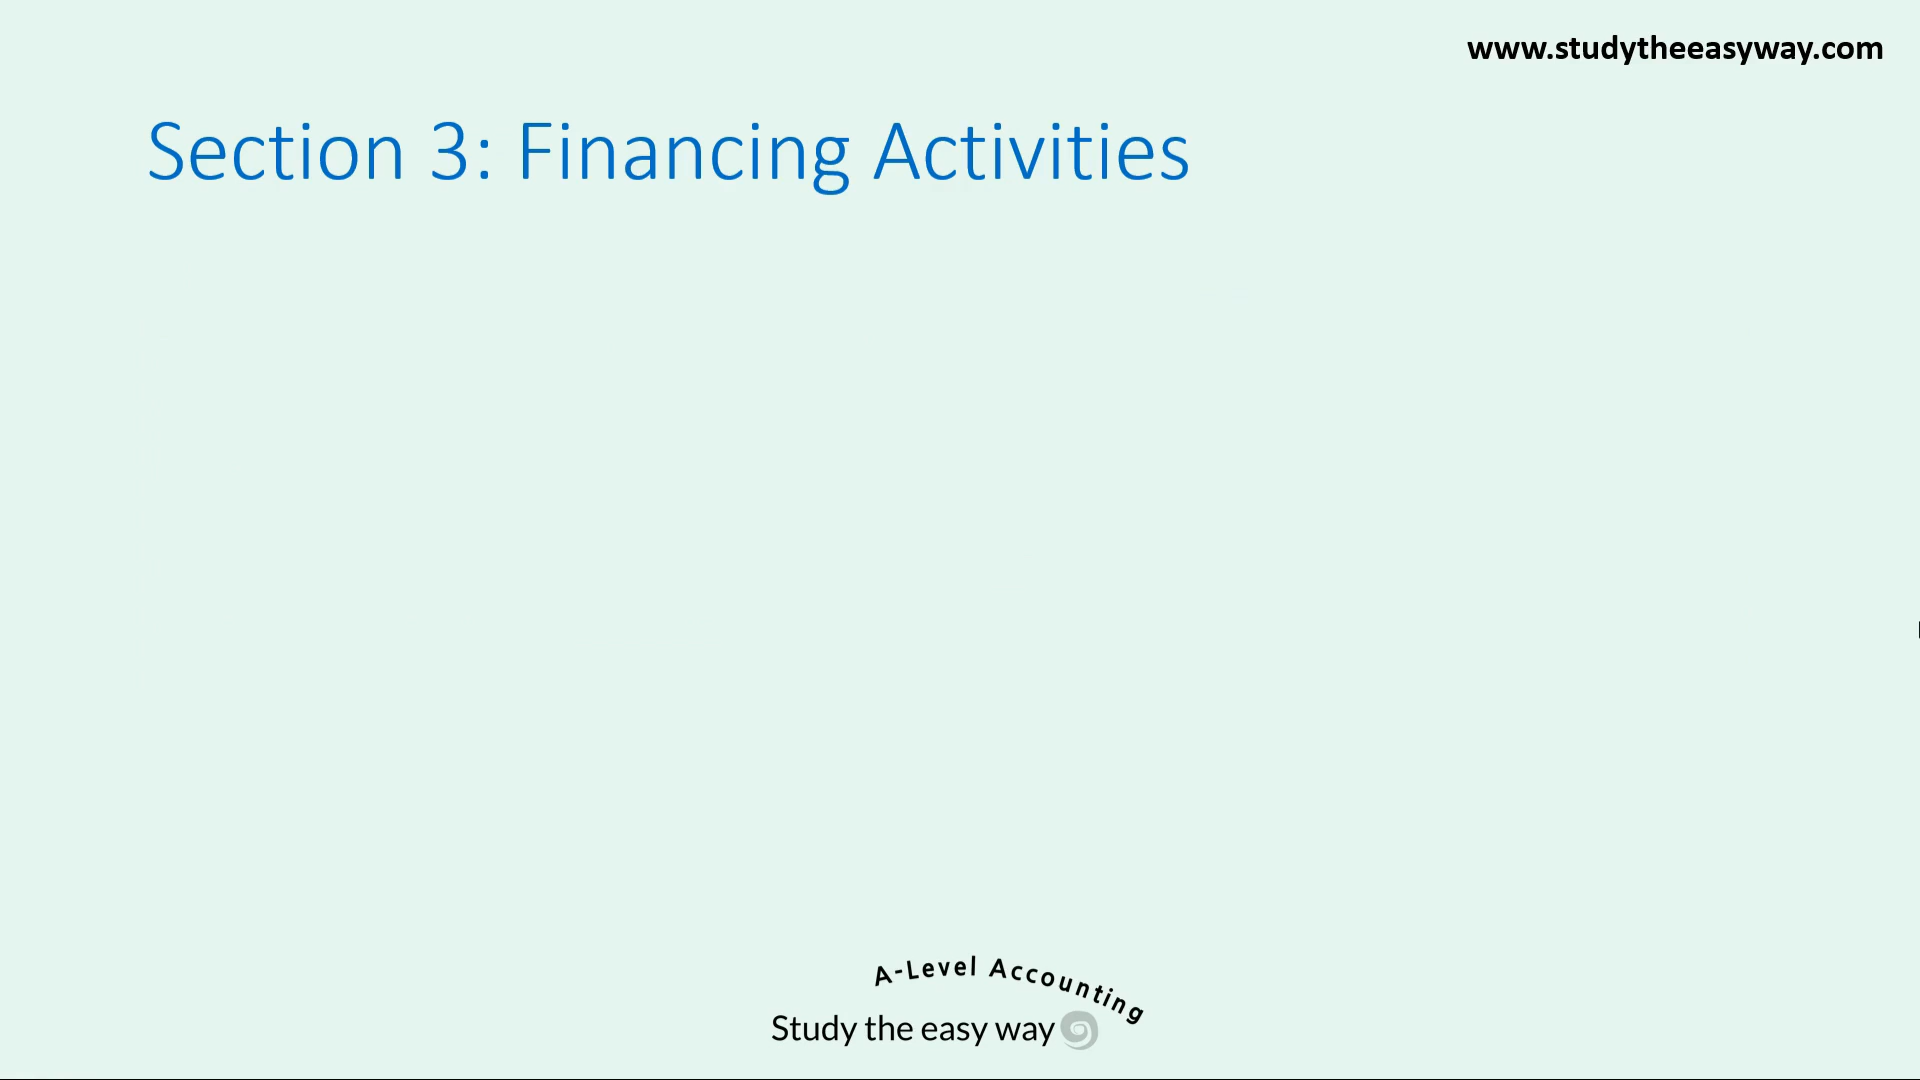 www.studytheeasyway.com
Section 3: Financing Activities
A-Level Accounting
Study the easy way